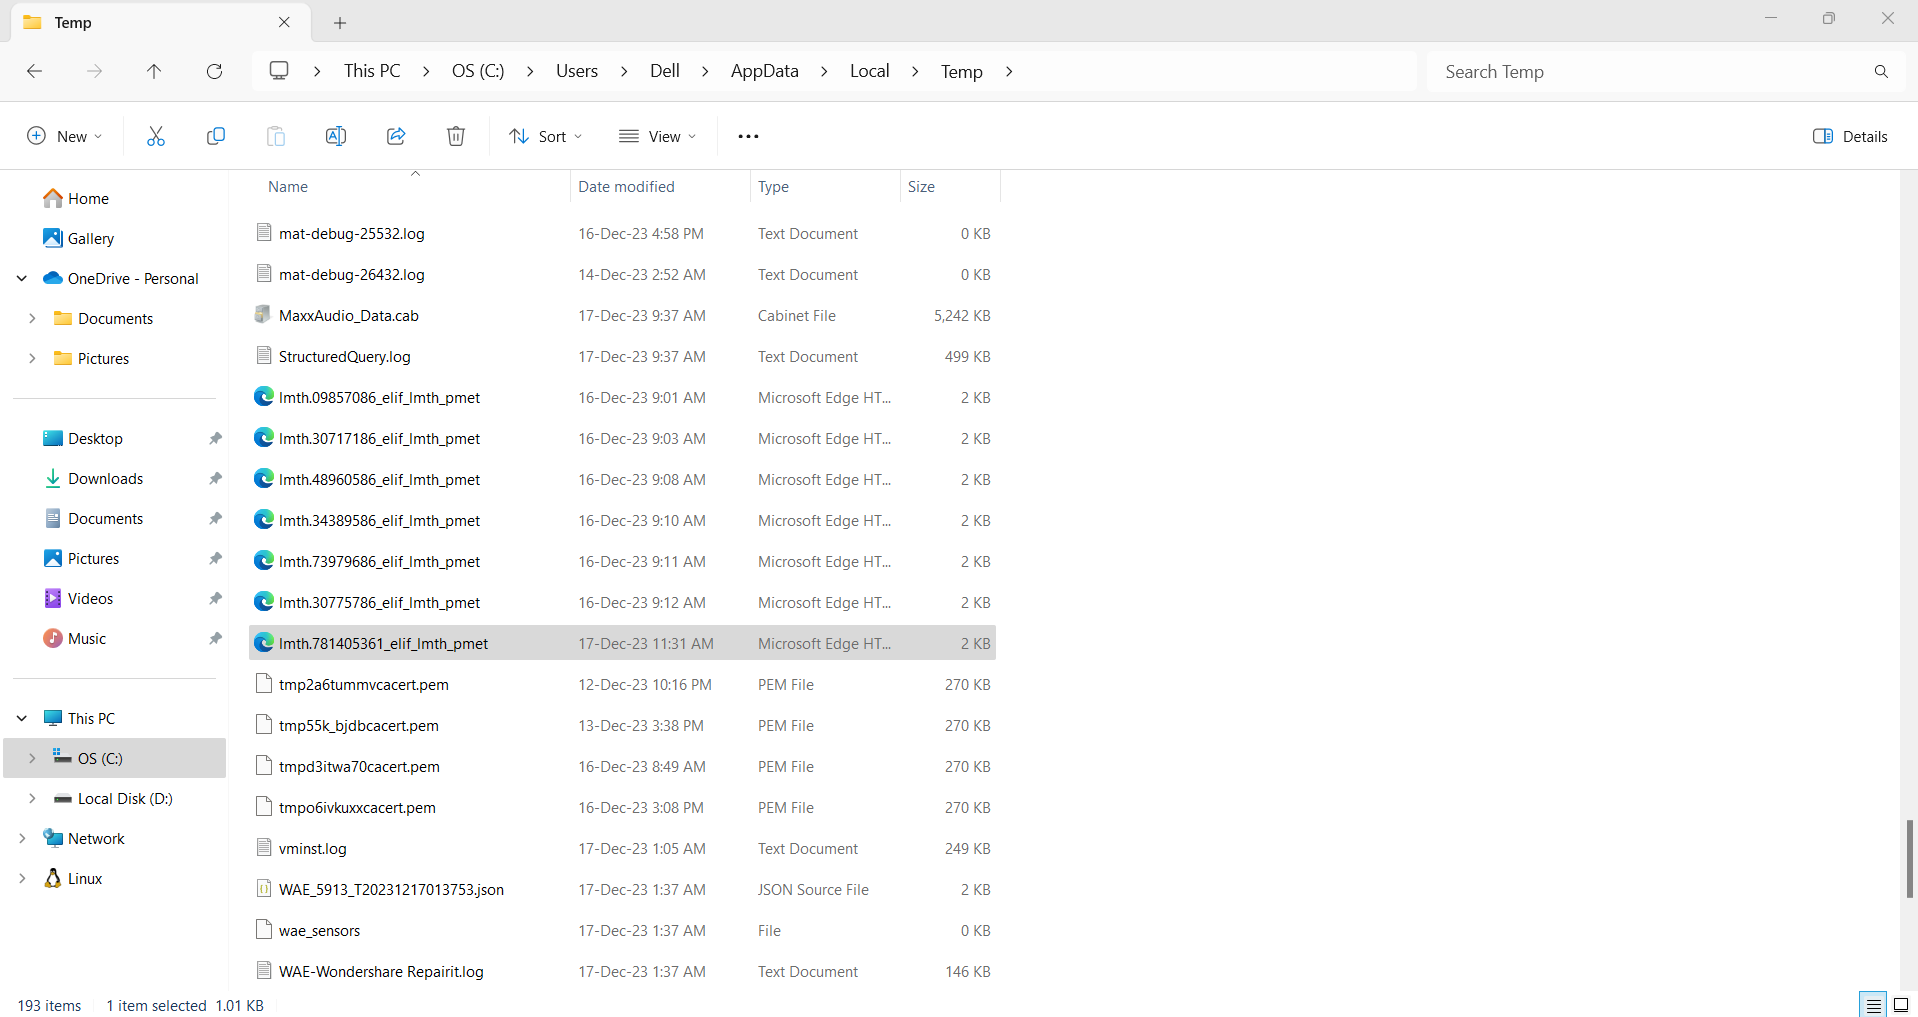 Temp
This PC OS (C:) Users Dell AppData Local Temp
Search Temp
New
Sort
View
Details
Home
Gallery
OneDrive - Personal
Documents
Pictures
Desktop
Downloads
Documents
Pictures
Videos
Music
This PC
OS (C:)
Local Disk (D:)
Network
Linux
Name Date modified Type Size
mat-debug-25532.log 16-Dec-23 4:58 PM Text Document 0 KB
mat-debug-26432.log 14-Dec-23 2:52 AM Text Document 0 KB
MaxxAudio_Data.cab 17-Dec-23 9:37 AM Cabinet File 5,242 KB
StructuredQuery.log 17-Dec-23 9:37 AM Text Document 499 KB
lmth.09857086_elif_lmth_pmet 16-Dec-23 9:01 AM Microsoft Edge HT... 2 KB
lmth.30717186_elif_lmth_pmet 16-Dec-23 9:03 AM Microsoft Edge HT... 2 KB
lmth.48960586_elif_lmth_pmet 16-Dec-23 9:08 AM Microsoft Edge HT... 2 KB
lmth.34389586_elif_lmth_pmet 16-Dec-23 9:10 AM Microsoft Edge HT... 2 KB
lmth.73979686_elif_lmth_pmet 16-Dec-23 9:11 AM Microsoft Edge HT... 2 KB
lmth.30775786_elif_lmth_pmet 16-Dec-23 9:12 AM Microsoft Edge HT... 2 KB
lmth.781405361_elif_lmth_pmet 17-Dec-23 11:31 AM Microsoft Edge HT... 2 KB
tmp2a6tummvcacert.pem 12-Dec-23 10:16 PM PEM File 270 KB
tmp55k_bjdbcacert.pem 13-Dec-23 3:38 PM PEM File 270 KB
tmpd3itwa70cacert.pem 16-Dec-23 8:49 AM PEM File 270 KB
tmpo6ivkuxxcacert.pem 16-Dec-23 3:08 PM PEM File 270 KB
vminst.log 17-Dec-23 1:05 AM Text Document 249 KB
WAE_5913_T20231217013753.json 17-Dec-23 1:37 AM JSON Source File 2 KB
wae_sensors 17-Dec-23 1:37 AM File 0 KB
WAE-Wondershare Repairit.log 17-Dec-23 1:37 AM Text Document 146 KB
193 items 1 item selected 1.01 KB